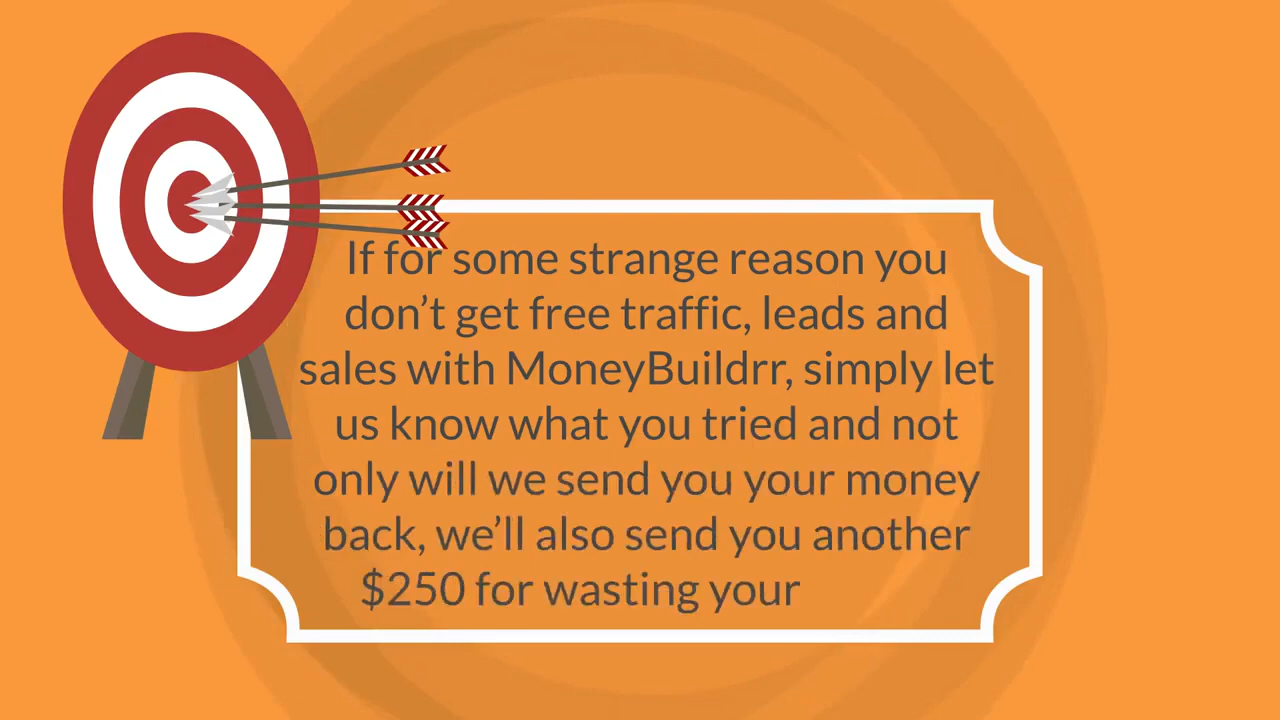 If for some strange reason you
don’t get free traffic, leads and
sales with MoneyBuildrr, simply let
us know what you tried and not
only will we send you your money
back, we’ll also send you another
$250 for wasting your